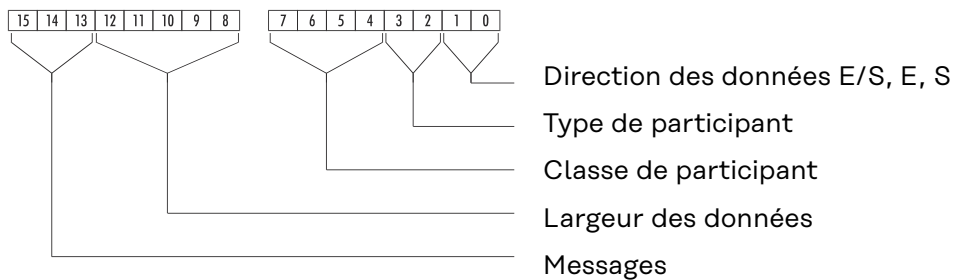 15 14 13 12 11 10 9 8 7 6 5 4 3 2 1 0
Direction des données E/S, E, S
Type de participant
Classe de participant
Largeur des données
Messages